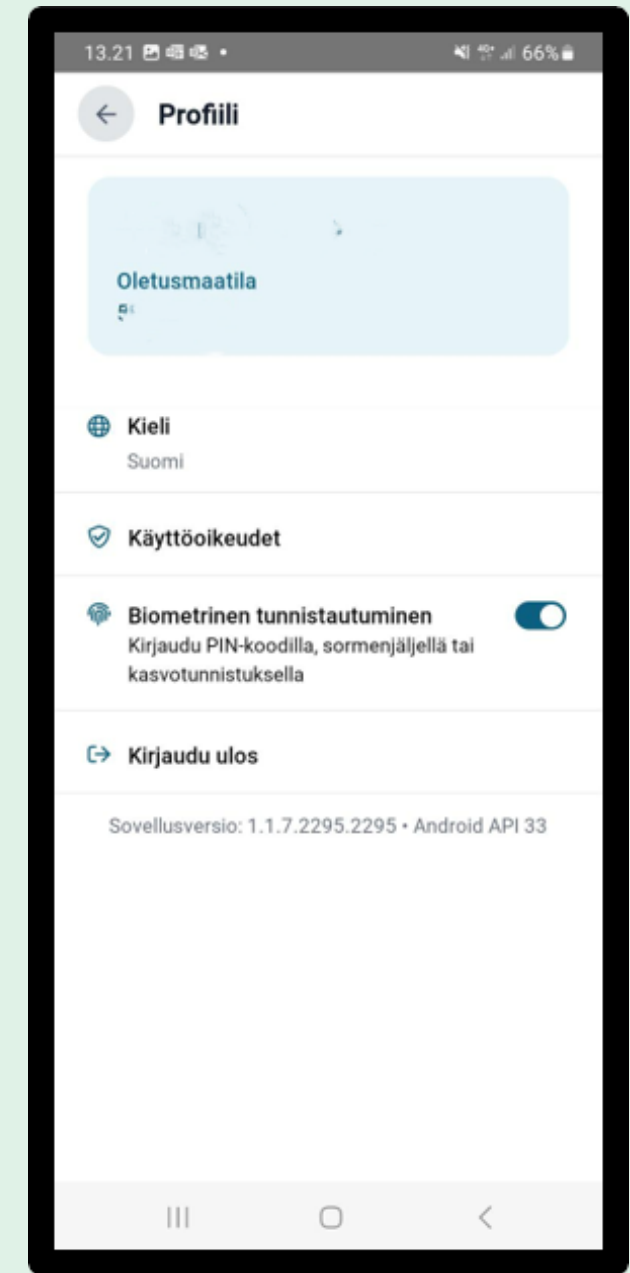 13.21 66%
Profiili
Oletusmaatila
Kieli
Suomi
Käyttöoikeudet
Biometrinen tunnistautuminen
Kirjaudu PIN-koodilla, sormenjäljellä tai
kasvotunnistuksella
Kirjaudu ulos
Sovellusversio: 1.1.7.2295.2295 • Android API 33